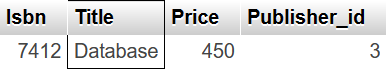 Isbn Title Price Publisher_id
7412 Database 450 3